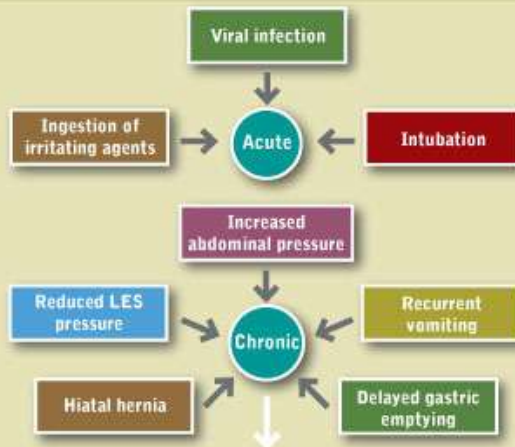 Viral infection
Ingestion of
irritating agents
Acute
Intubation
Increased
abdominal pressure
Reduced LES
pressure
Recurrent
vomiting
Chronic
Hiatal hernia
Delayed gastric
emptying